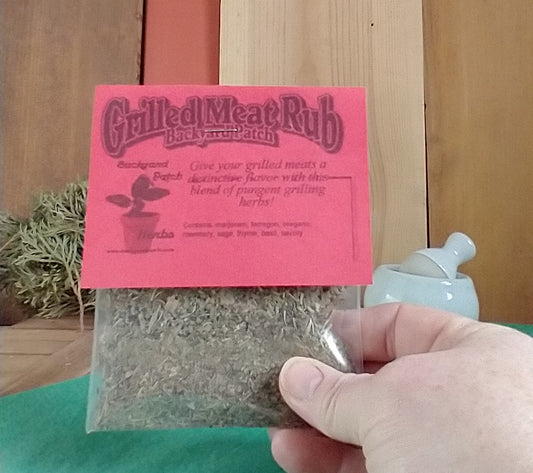 Grilled Meat Rub
Backyard Patch
Backyard
Patch
Herbs
Give your grilled meats a
distinctive flavor with this
blend of pungent grilling
herbs!
Contains: marjoram, tarragon, oregano,
rosemary, sage, thyme, basil, savory